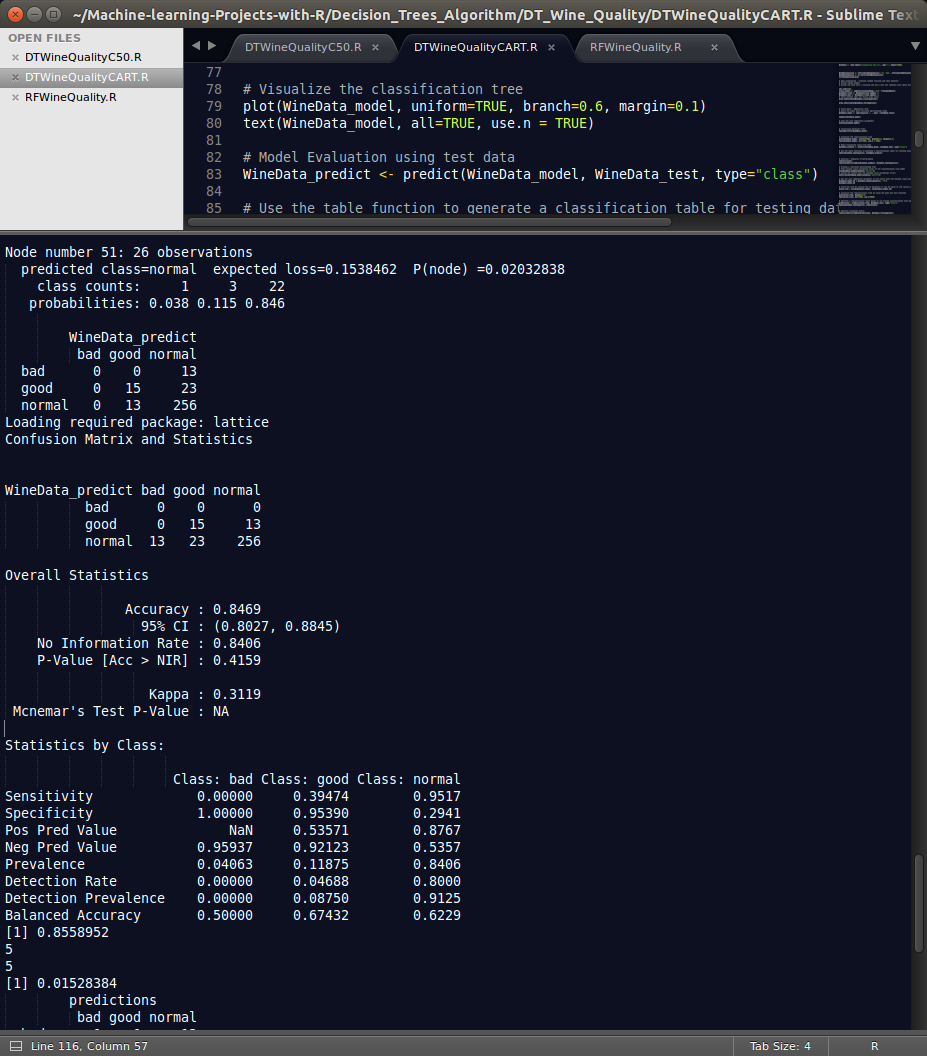 ~/Machine-learning-Projects-with-R/Decision_Trees_Algorithm/DT_Wine_Quality/DTWineQualityCART.R - Sublime Text
OPEN FILES
DTWineQualityC50.R
DTWineQualityCART.R
RFWineQuality.R
DTWineQualityC50.R × DTWineQualityCART.R × RFWineQuality.R ×
77
78 # Visualize the classification tree
79 plot(WineData_model, uniform=TRUE, branch=0.6, margin=0.1)
80 text(WineData_model, all=TRUE, use.n = TRUE)
81
82 # Model Evaluation using test data
83 WineData_predict <- predict(WineData_model, WineData_test, type="class")
84
85 # Use the table function to generate a classification table for testing da
Node number 51: 26 observations
predicted class=normal expected loss=0.1538462 P(node) =0.02032838
class counts: 1 3 22
probabilities: 0.038 0.115 0.846
WineData_predict
bad good normal
bad 0 0 13
good 0 15 23
normal 0 13 256
Loading required package: lattice
Confusion Matrix and Statistics
WineData_predict bad good normal
bad 0 0 0
good 0 15 13
normal 13 23 256
Overall Statistics
Accuracy : 0.8469
95% CI : (0.8027, 0.8845)
No Information Rate : 0.8406
P-Value [Acc > NIR] : 0.4159
Kappa : 0.3119
Mcnemar's Test P-Value : NA
Statistics by Class:
Class: bad Class: good Class: normal
Sensitivity 0.00000 0.39474 0.9517
Specificity 1.00000 0.95390 0.2941
Pos Pred Value NaN 0.53571 0.8767
Neg Pred Value 0.95937 0.92123 0.5357
Prevalence 0.04063 0.11875 0.8406
Detection Rate 0.00000 0.04688 0.8000
Detection Prevalence 0.00000 0.08750 0.9125
Balanced Accuracy 0.50000 0.67432 0.6229
[1] 0.8558952
5
5
[1] 0.01528384
predictions
bad good normal
Line 116, Column 57
Tab Size: 4
R